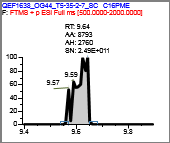 QEF1538_OG44_T5-35-2-7_SC C16PME
F: FTMS + p ESI Full ms [500.0000-2000.0000]
RT: 9.64
AA: 8793
AH: 2760
SN: 2.49E+011
100
80
9.59
9.57
60
40
20
0
9.4 9.6 9.8